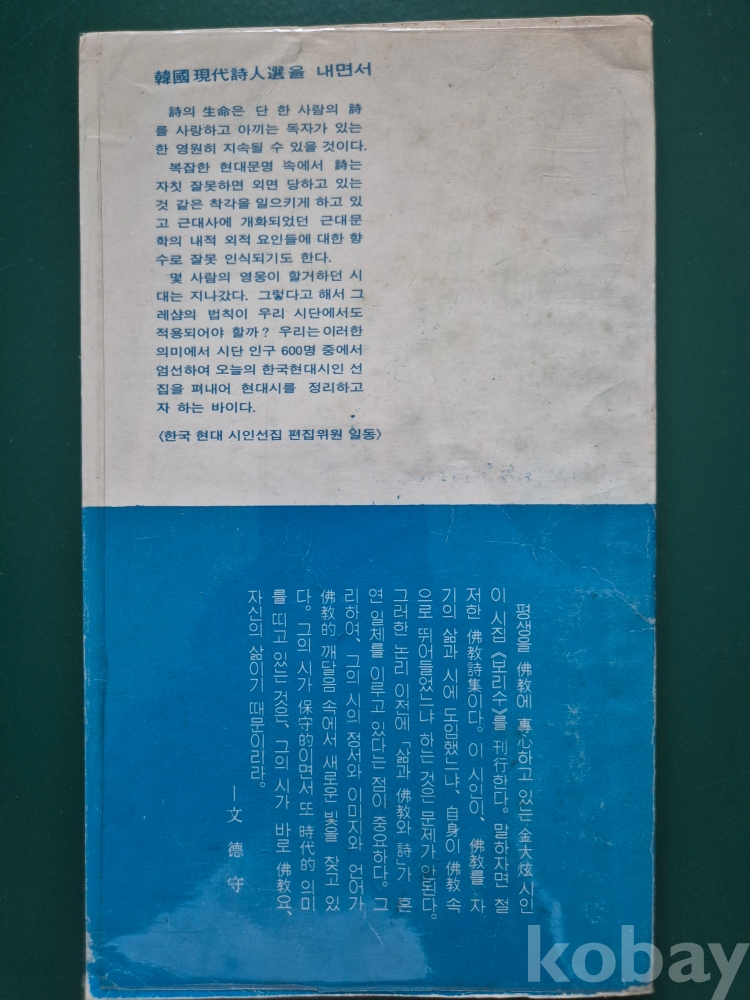 韓國現代詩人選을 내면서
詩의 生命은 단 한 사람의 詩
를 사랑하고 아끼는 독자가 있는
한 영원히 지속될 수 있을 것이다.
복잡한 현대문명 속에서 詩는
자칫 잘못하면 외면 당하고 있는
것 같은 착각을 일으키게 하고 있
고 근대사에 개화되었던 근대문
학의 내적 외적 요인들에 대한 향
수로 잘못 인식되기도 한다.
몇 사람의 영웅이 할거하던 시
대는 지나갔다. 그렇다고 해서 그
레샴의 법칙이 우리 시단에서도
적용되어야 할까? 우리는 이러한
의미에서 시단 인구 600명 중에서
엄선하여 오늘의 한국현대시인 선
집을 펴내어 현대시를 정리하고
자 하는 바이다.
〈한국 현대 시인선집 편집위원 일동〉
평생을 佛教에 專心하고 있는 金大炫 시인
이 시집 《보리수》를 刊行한다. 말하자면 철
저한 佛教詩集이다. 이 시인이, 佛教를 자
기의 삶과 시에 도입했느냐, 自身이 佛教 속
으로 뛰어들었느냐 하는 것은 문제가 안된다.
그러한 논리 이전에 「삶과 佛教와 詩」가 혼
연 일체를 이루고 있다는 점이 중요하다. 그
리하여, 그의 시의 정서와 이미지와 언어가
佛教的 깨달음 속에서 새로운 빛을 찾고 있
다. 그의 시가 保守的이면서 또 時代的 의미
를 띠고 있는 것은, 그의 시가 바로 佛教요,
자신의 삶이기 때문이리라.
—文 德 守
kobay